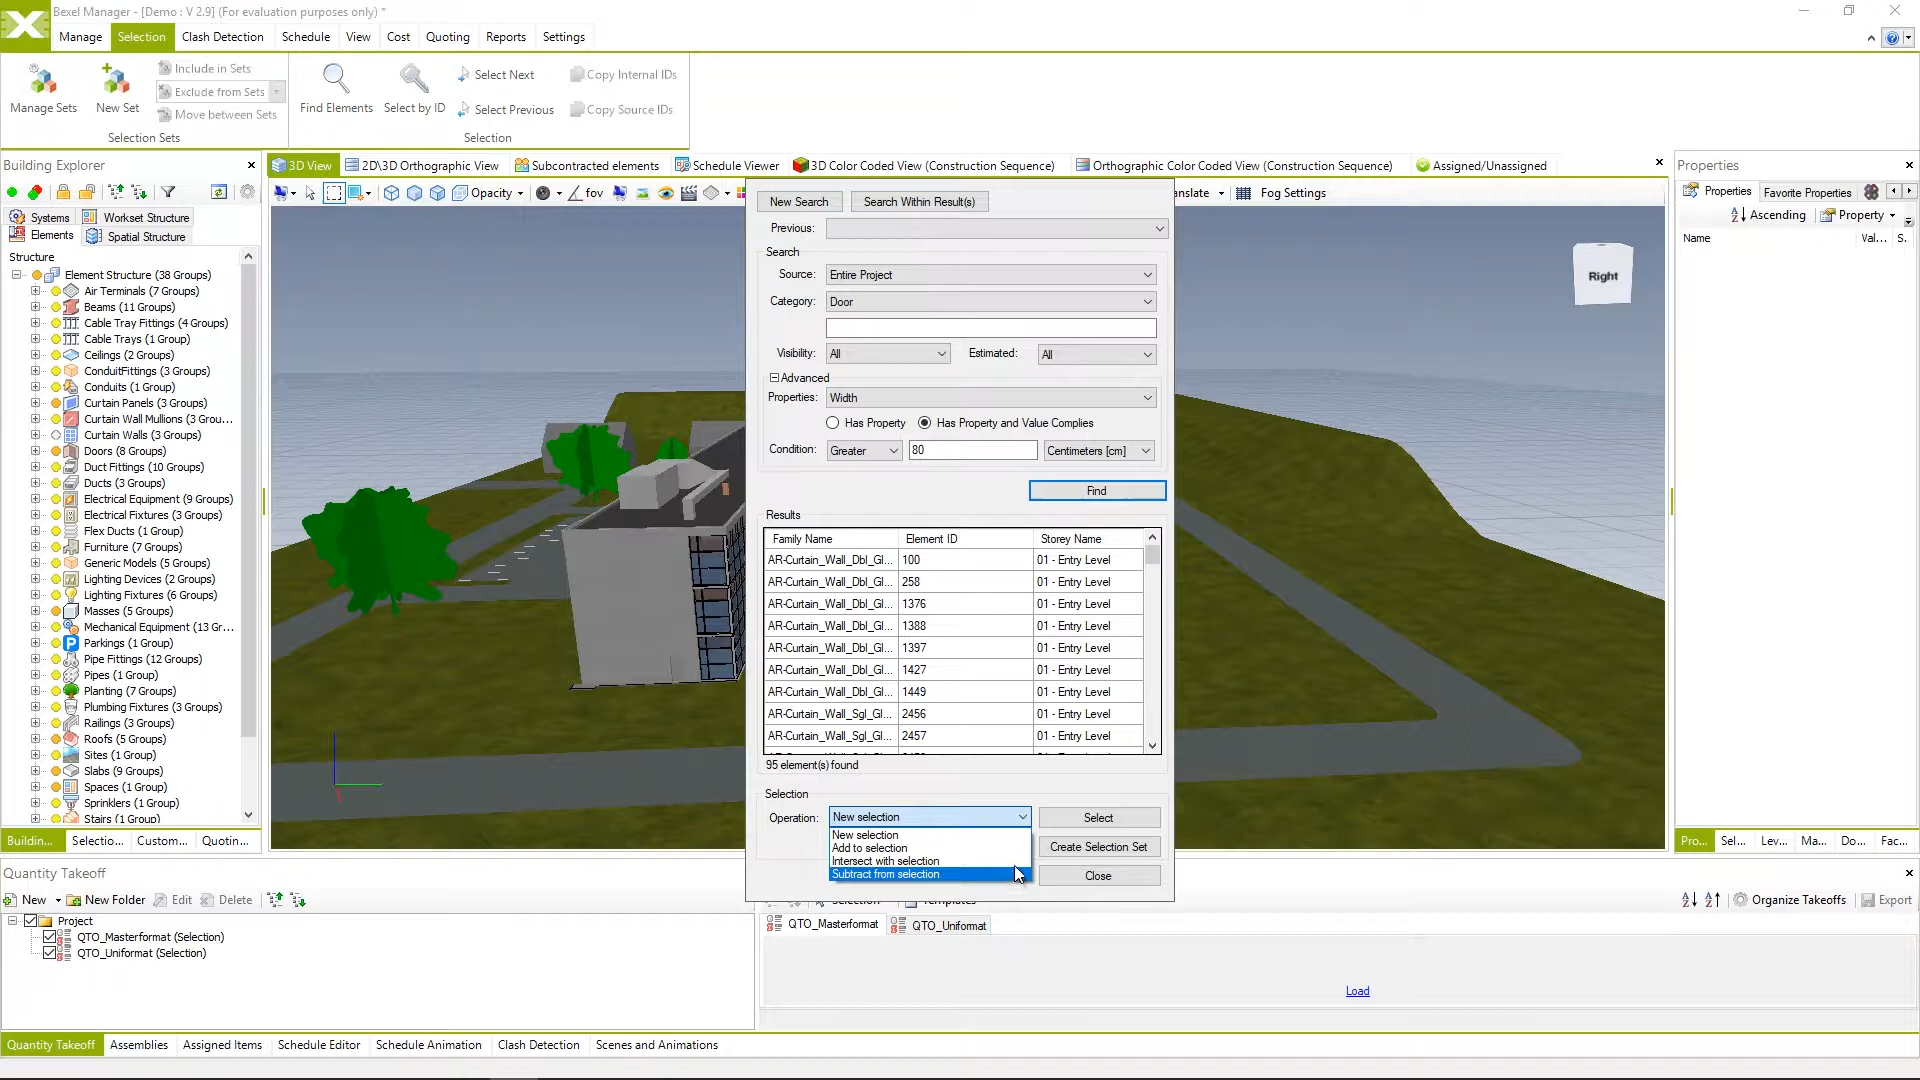 Bexel Manager - [Demo : V 2.9] (For evaluation purposes only) *
Manage Selection Clash Detection Schedule View Cost Quoting Reports Settings
Manage Sets
New Set
Include in Sets
Exclude from Sets
Move between Sets
Selection Sets
Find Elements
Select by ID
Select Next
Select Previous
Copy Internal IDs
Copy Source IDs
Selection
Building Explorer
3D View 2D\3D Orthographic View Subcontracted elements Schedule Viewer 3D Color Coded View (Construction Sequence) Orthographic Color Coded View (Construction Sequence) Assigned/Unassigned
Opacity fov
nslate Fog Settings
Systems Workset Structure
Elements Spatial Structure
Structure
Element Structure (38 Groups)
Air Terminals (7 Groups)
Beams (11 Groups)
Cable Tray Fittings (4 Groups)
Cable Trays (1 Group)
Ceilings (2 Groups)
ConduitFittings (3 Groups)
Conduits (1 Group)
Curtain Panels (3 Groups)
Curtain Wall Mullions (3 Grou...
Curtain Walls (3 Groups)
Doors (8 Groups)
Duct Fittings (10 Groups)
Ducts (3 Groups)
Electrical Equipment (9 Groups)
Electrical Fixtures (3 Groups)
Flex Ducts (1 Group)
Furniture (7 Groups)
Generic Models (5 Groups)
Lighting Devices (2 Groups)
Lighting Fixtures (6 Groups)
Masses (5 Groups)
Mechanical Equipment (13 Gr...
Parkings (1 Group)
Pipe Fittings (12 Groups)
Pipes (1 Group)
Planting (7 Groups)
Plumbing Fixtures (3 Groups)
Railings (3 Groups)
Roofs (5 Groups)
Sites (1 Group)
Slabs (9 Groups)
Spaces (1 Group)
Sprinklers (1 Group)
Stairs (1 Group)
Buildin... Selectio... Custom... Quotin...
New Search Search Within Result(s)
Previous:
Search
Source: Entire Project
Category: Door
Visibility: All Estimated: All
Advanced
Properties: Width
Has Property Has Property and Value Complies
Condition: Greater 80 Centimeters [cm]
Find
Results
Family Name Element ID Storey Name
AR-Curtain_Wall_Dbl_Gl... 100 01 - Entry Level
AR-Curtain_Wall_Dbl_Gl... 258 01 - Entry Level
AR-Curtain_Wall_Dbl_Gl... 1376 01 - Entry Level
AR-Curtain_Wall_Dbl_Gl... 1388 01 - Entry Level
AR-Curtain_Wall_Dbl_Gl... 1397 01 - Entry Level
AR-Curtain_Wall_Dbl_Gl... 1427 01 - Entry Level
AR-Curtain_Wall_Dbl_Gl... 1449 01 - Entry Level
AR-Curtain_Wall_Sgl_Gl... 2456 01 - Entry Level
AR-Curtain_Wall_Sgl_Gl... 2457 01 - Entry Level
95 element(s) found
Selection
Operation: New selection Select
New selection
Add to selection
Intersect with selection
Subtract from selection
Create Selection Set
Close
Right
Properties
Properties Favorite Properties
Ascending Property
Name Val... S.
Pro... Sel... Lev... Ma... Do... Fac...
Quantity Takeoff
New New Folder Edit Delete
Project
QTO_Masterformat (Selection)
QTO_Uniformat (Selection)
Selection Templates
Organize Takeoffs Export
QTO_Masterformat QTO_Uniformat
Load
Quantity Takeoff Assemblies Assigned Items Schedule Editor Schedule Animation Clash Detection Scenes and Animations